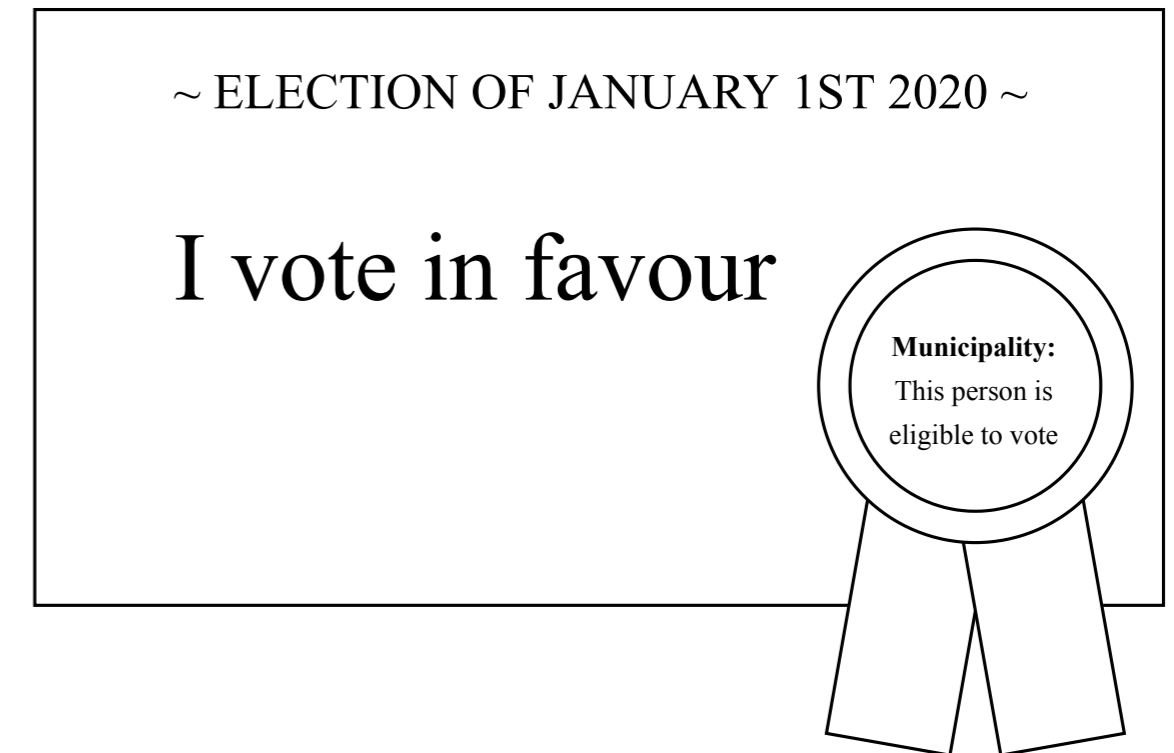 ~ ELECTION OF JANUARY 1ST 2020 ~
I vote in favour
Municipality:
This person is
eligible to vote